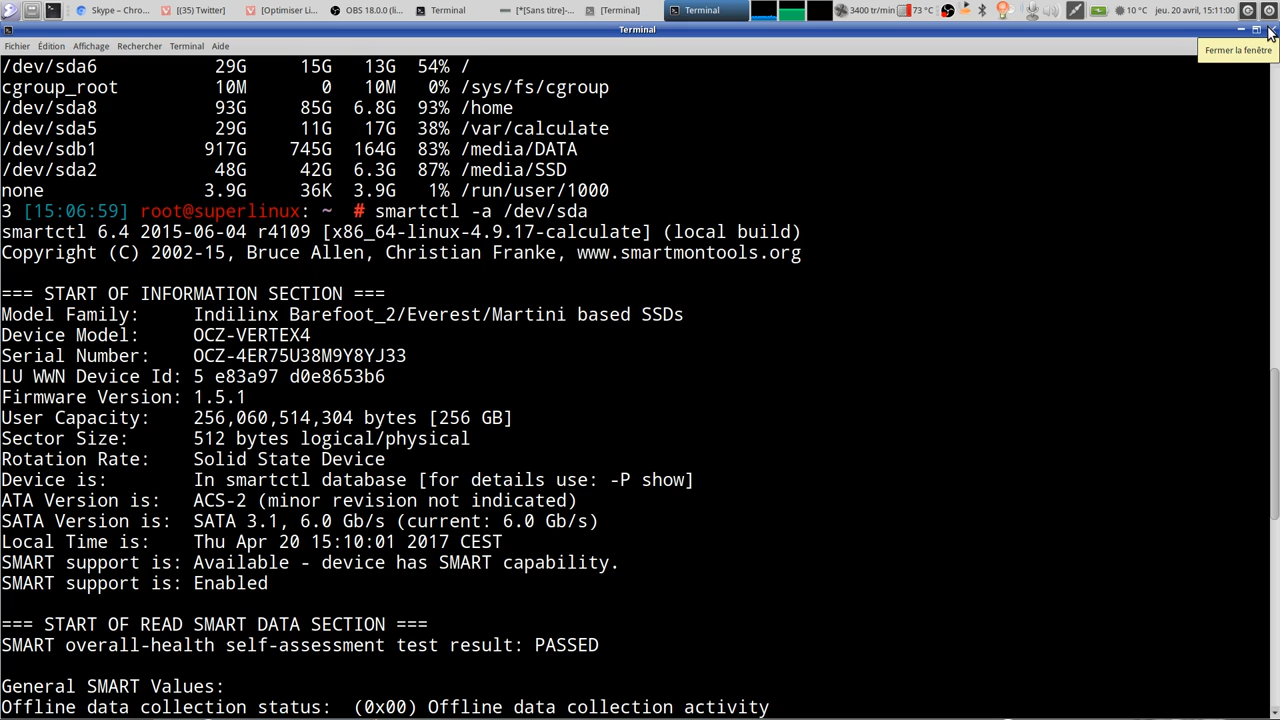 Skype – Chro...
[(35) Twitter]
[Optimiser Li...
OBS 18.0.0 (li...
Terminal
[*[Sans titre]-...
[Terminal]
Terminal
3400 tr/min
73 °C
10 °C
jeu. 20 avril, 15:11:00
Terminal
Fichier Édition Affichage Rechercher Terminal Aide
Fermer la fenêtre
/dev/sda6 29G 15G 13G 54% /
cgroup_root 10M 0 10M 0% /sys/fs/cgroup
/dev/sda8 93G 85G 6.8G 93% /home
/dev/sda5 29G 11G 17G 38% /var/calculate
/dev/sdb1 917G 745G 164G 83% /media/DATA
/dev/sda2 48G 42G 6.3G 87% /media/SSD
none 3.9G 36K 3.9G 1% /run/user/1000
3 [15:06:59] root@superlinux: ~ # smartctl -a /dev/sda
smartctl 6.4 2015-06-04 r4109 [x86_64-linux-4.9.17-calculate] (local build)
Copyright (C) 2002-15, Bruce Allen, Christian Franke, www.smartmontools.org
=== START OF INFORMATION SECTION ===
Model Family: Indilinx Barefoot_2/Everest/Martini based SSDs
Device Model: OCZ-VERTEX4
Serial Number: OCZ-4ER75U38M9Y8YJ33
LU WWN Device Id: 5 e83a97 d0e8653b6
Firmware Version: 1.5.1
User Capacity: 256,060,514,304 bytes [256 GB]
Sector Size: 512 bytes logical/physical
Rotation Rate: Solid State Device
Device is: In smartctl database [for details use: -P show]
ATA Version is: ACS-2 (minor revision not indicated)
SATA Version is: SATA 3.1, 6.0 Gb/s (current: 6.0 Gb/s)
Local Time is: Thu Apr 20 15:10:01 2017 CEST
SMART support is: Available - device has SMART capability.
SMART support is: Enabled
=== START OF READ SMART DATA SECTION ===
SMART overall-health self-assessment test result: PASSED
General SMART Values:
Offline data collection status: (0x00) Offline data collection activity